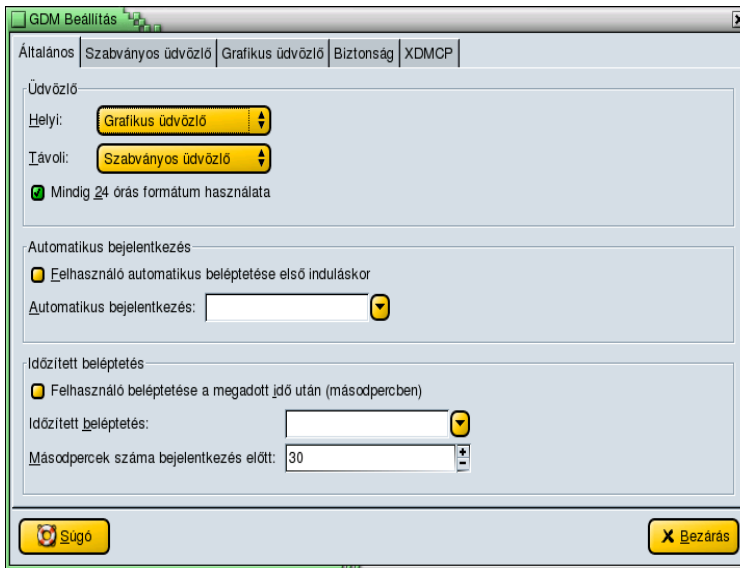 GDM Beállítás
Általános Szabványos üdvözlő Grafikus üdvözlő Biztonság XDMCP
Üdvözlő
Helyi: Grafikus üdvözlő
Távoli: Szabványos üdvözlő
Mindig 24 órás formátum használata
Automatikus bejelentkezés
Felhasználó automatikus beléptetése első induláskor
Automatikus bejelentkezés:
Időzített beléptetés
Felhasználó beléptetése a megadott idő után (másodpercben)
Időzített beléptetés:
Másodpercek száma bejelentkezés előtt: 30
Súgó Bezárás